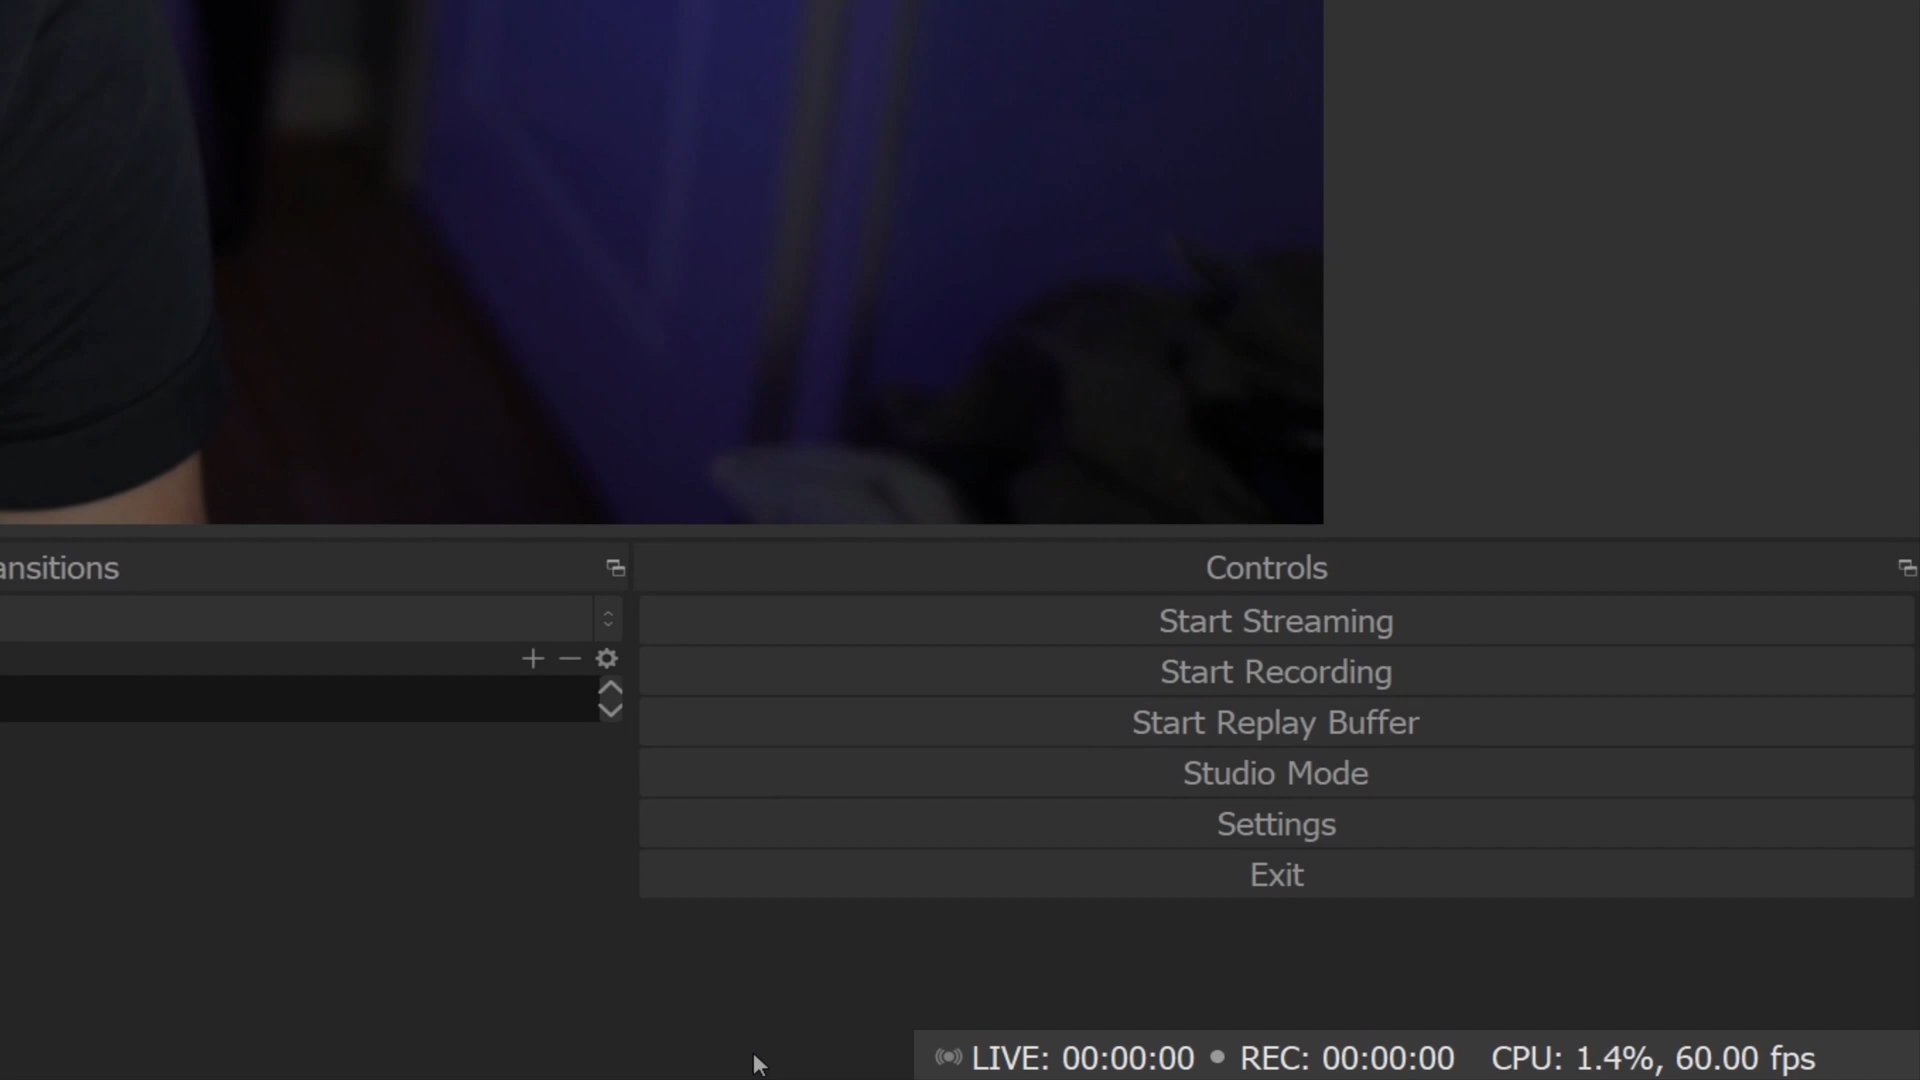 ansitions
Controls
Start Streaming
Start Recording
Start Replay Buffer
Studio Mode
Settings
Exit
LIVE: 00:00:00 REC: 00:00:00 CPU: 1.4%, 60.00 fps